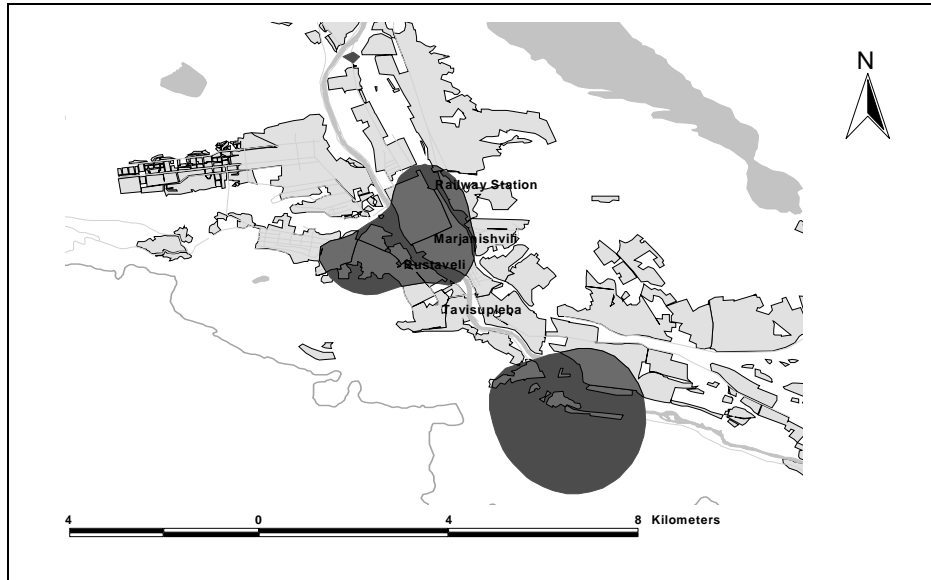 N
Railway Station
Marjanishvili
Rustaveli
Tavisupleba
4 0 4 8 Kilometers